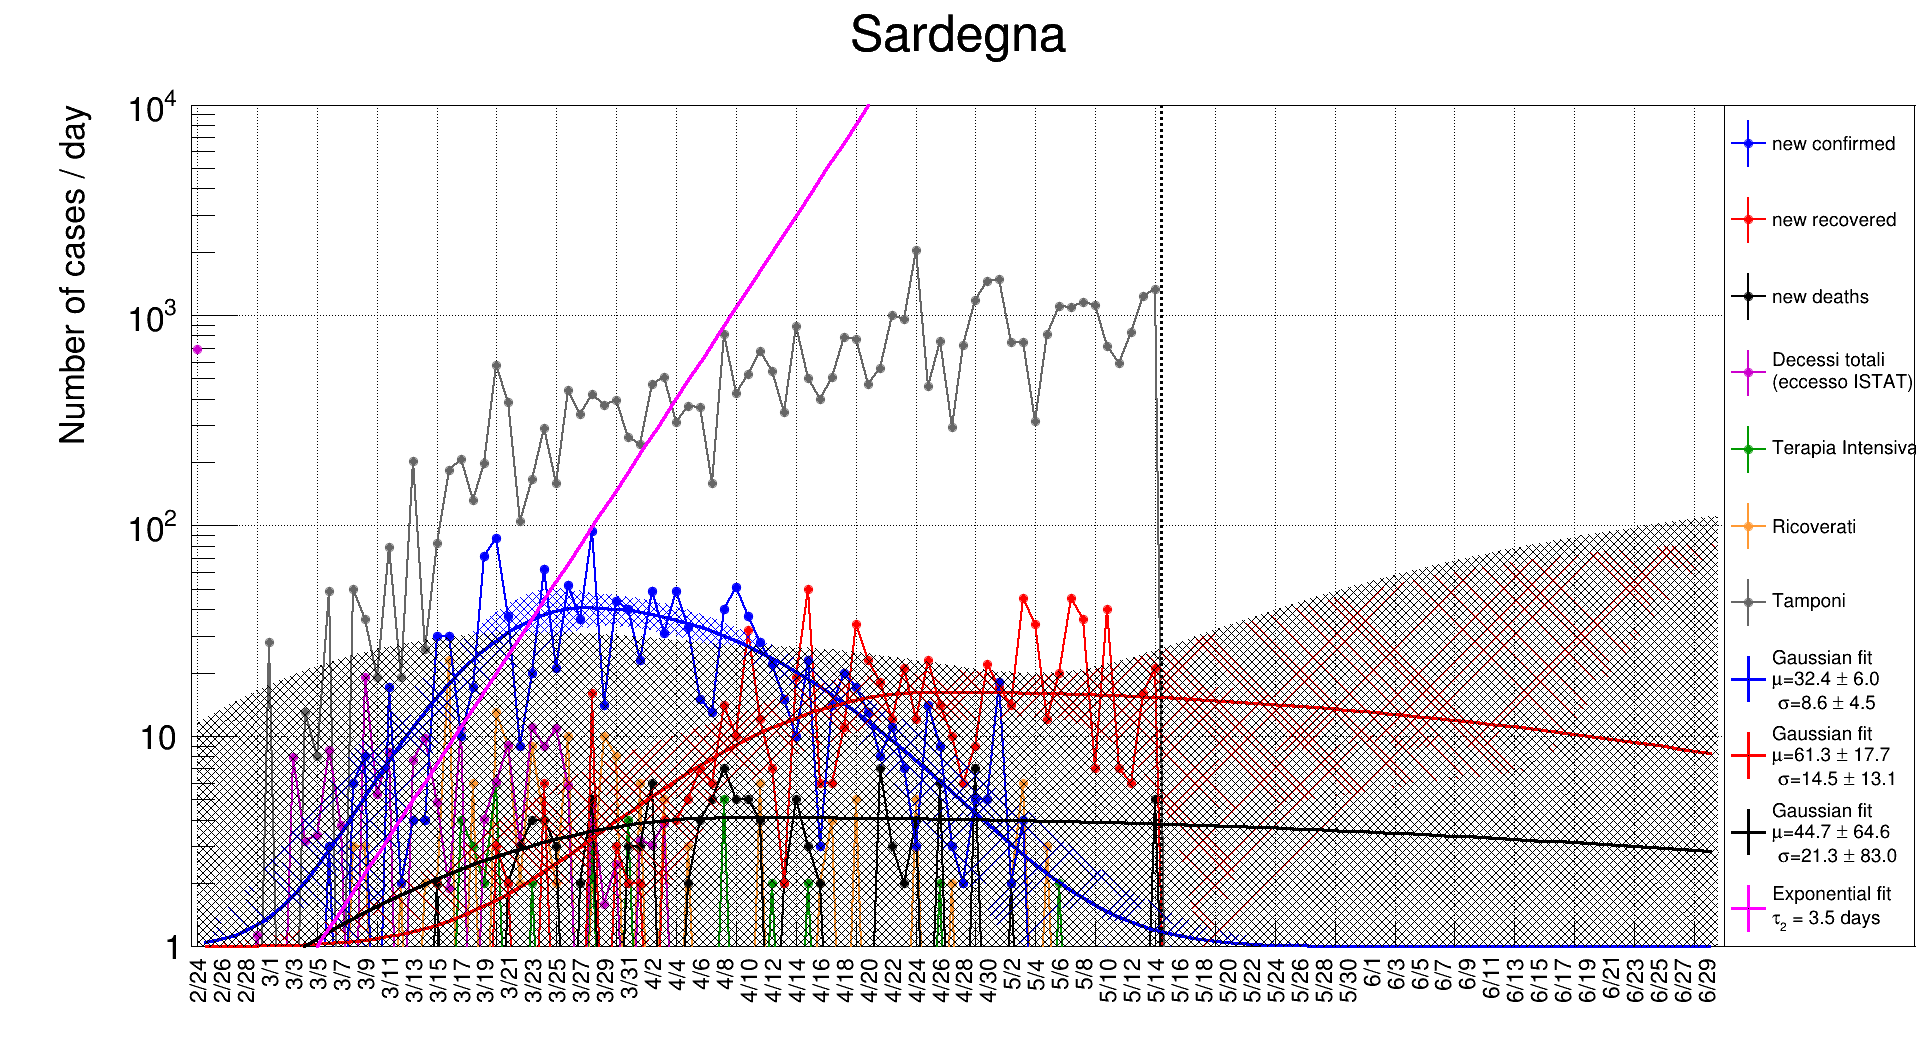 Sardegna
Number of cases / day
10⁴
10³
10²
10
1
2/24 2/26 2/28 3/1 3/3 3/5 3/7 3/9 3/11 3/13 3/15 3/17 3/19 3/21 3/23 3/25 3/27 3/29 3/31 4/2 4/4 4/6 4/8 4/10 4/12 4/14 4/16 4/18 4/20 4/22 4/24 4/26 4/28 4/30 5/2 5/4 5/6 5/8 5/10 5/12 5/14 5/16 5/18 5/20 5/22 5/24 5/26 5/28 5/30 6/1 6/3 6/5 6/7 6/9 6/11 6/13 6/15 6/17 6/19 6/21 6/23 6/25 6/27 6/29
new confirmed
new recovered
new deaths
Decessi totali
(eccesso ISTAT)
Terapia Intensiva
Ricoverati
Tamponi
Gaussian fit
μ=32.4 ± 6.0
σ=8.6 ± 4.5
Gaussian fit
μ=61.3 ± 17.7
σ=14.5 ± 13.1
Gaussian fit
μ=44.7 ± 64.6
σ=21.3 ± 83.0
Exponential fit
τ₂ = 3.5 days